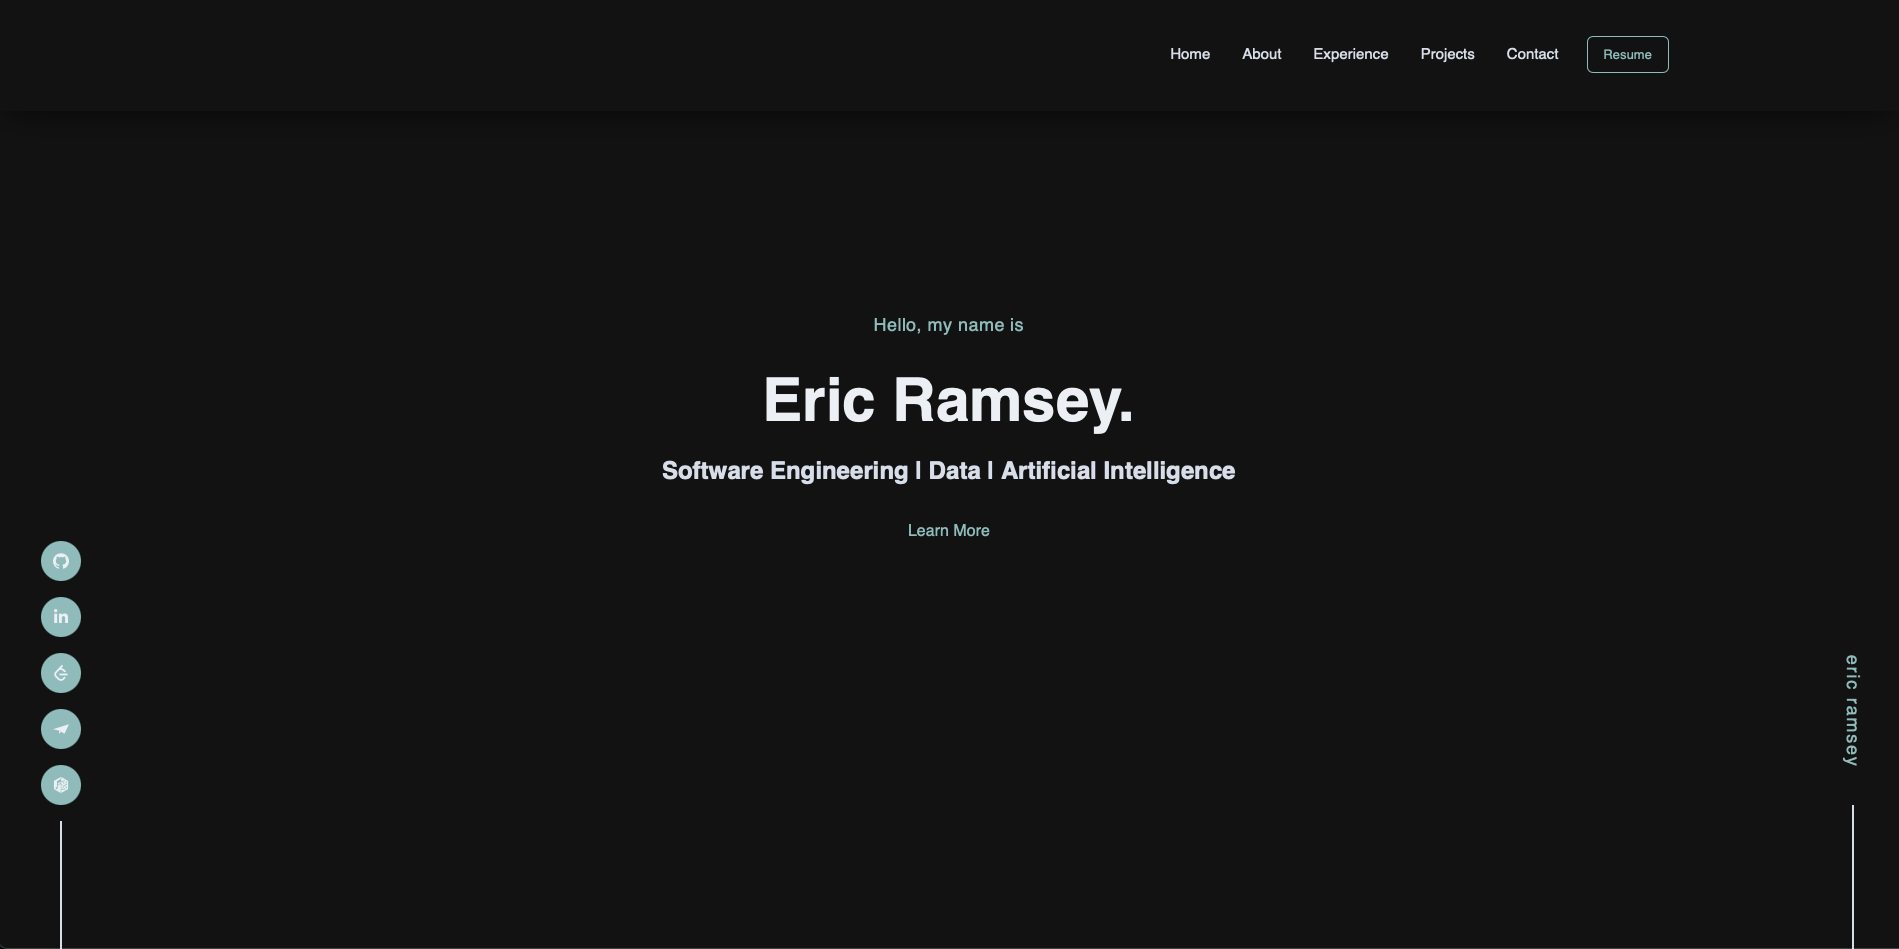 Home About Experience Projects Contact Resume
Hello, my name is
Eric Ramsey.
Software Engineering | Data | Artificial Intelligence
Learn More
in
eric ramsey